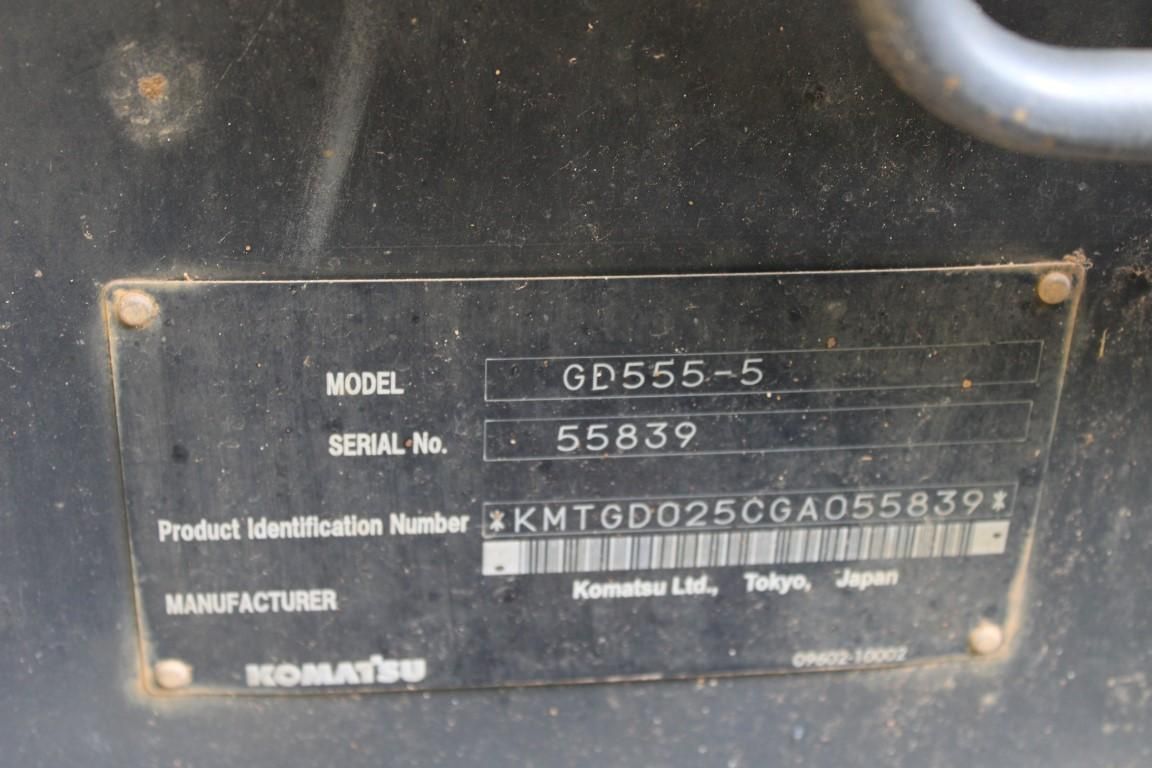 MODEL GD555-5
SERIAL No. 55839
Product Identification Number *KMTGD025CGA055839*
MANUFACTURER Komatsu Ltd., Tokyo, Japan
KOMATSU 09602-10002